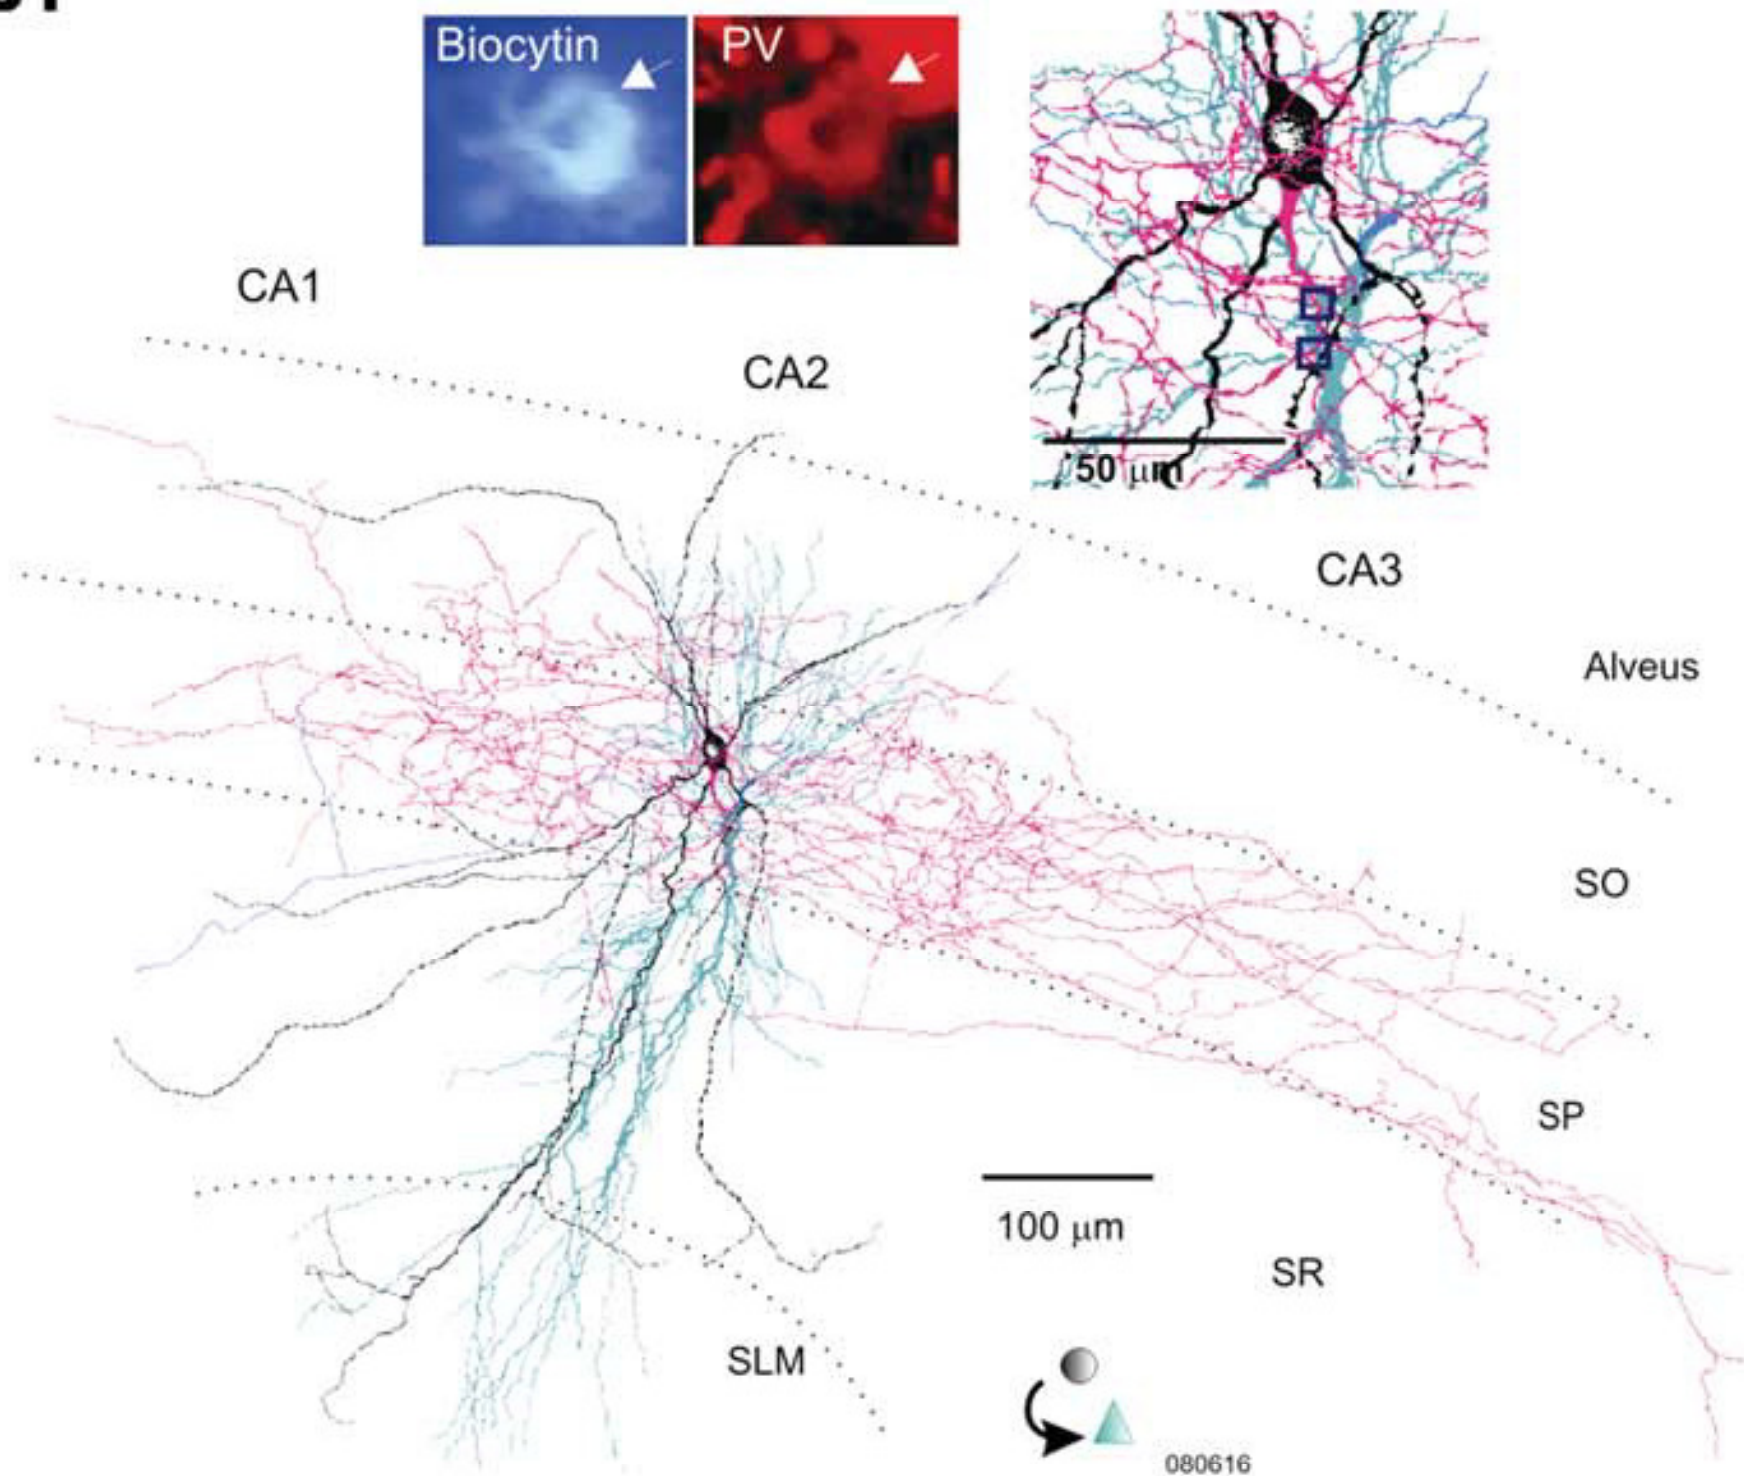 Biocytin
PV
50 μm
CA1
CA2
CA3
Alveus
SO
SP
100 μm
SR
SLM
080616